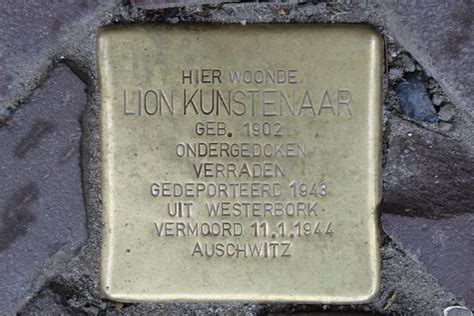 HIER WOONDE
LION KUNSTENAAR
GEB. 1902
ONDERGEDOKEN
VERRADEN
GEDEPORTEERD 1943
UIT WESTERBORK
VERMOORD 11.1.1944
AUSCHWITZ